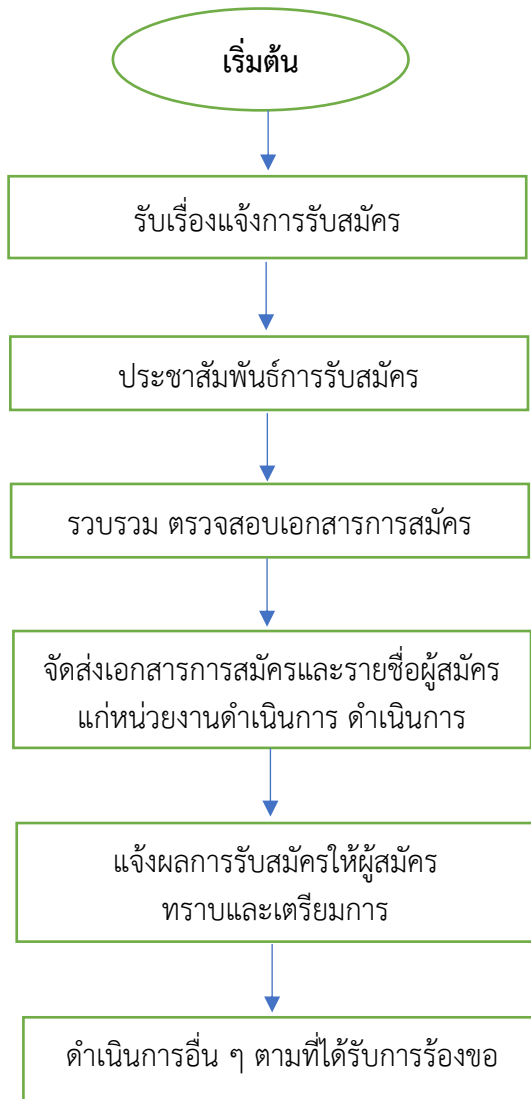 เริ่มต้น
รับเรื่องแจ้งการรับสมัคร
ประชาสัมพันธ์การรับสมัคร
รวบรวม ตรวจสอบเอกสารการสมัคร
จัดส่งเอกสารการสมัครและรายชื่อผู้สมัคร
แก่หน่วยงานดำเนินการ ดำเนินการ
แจ้งผลการรับสมัครให้ผู้สมัคร
ทราบและเตรียมการ
ดำเนินการอื่น ๆ ตามที่ได้รับการร้องขอ